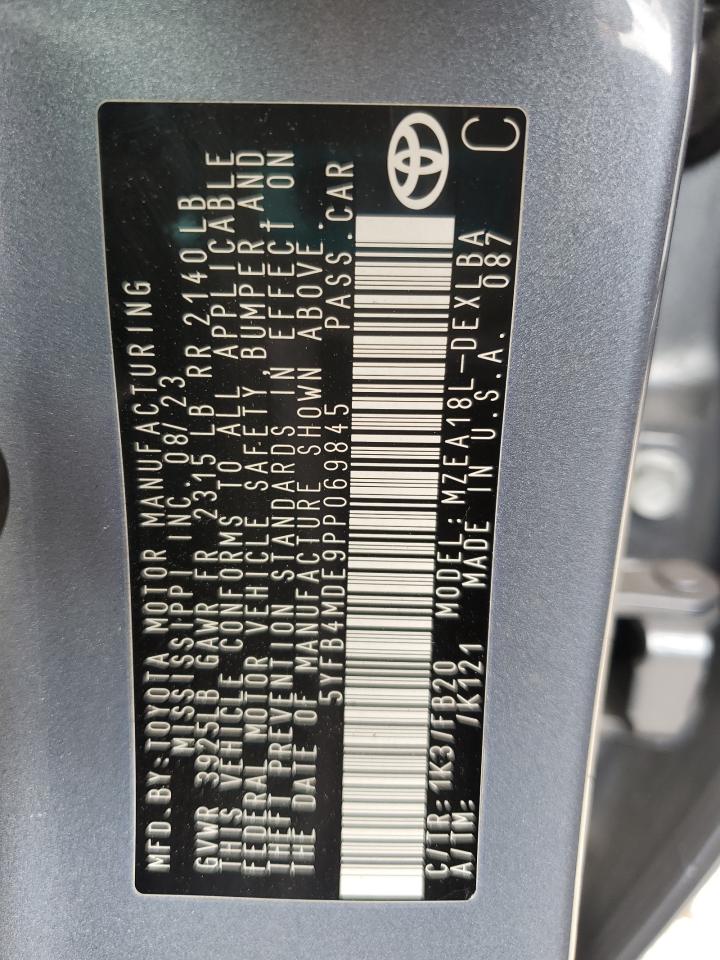 MFD.BY:TOYOTA MOTOR MANUFACTURING
MISSISSIPPI INC. 08/23
GVWR 3925LB GAWR FR 2315 LB RR 2140LB
THIS VEHICLE CONFORMS TO ALL APPLICABLE
FEDERAL MOTOR VEHICLE SAFETY, BUMPER AND
THEFT PREVENTION STANDARDS IN EFFECT ON
THE DATE OF MANUFACTURE SHOWN ABOVE.
5YFB4MDE9PP069845 PASS.CAR
C/TR:1K3/FB20 MODEL:MZEA18L-DEXLBA
A/TM: /K121 MADE IN U.S.A. 087
C